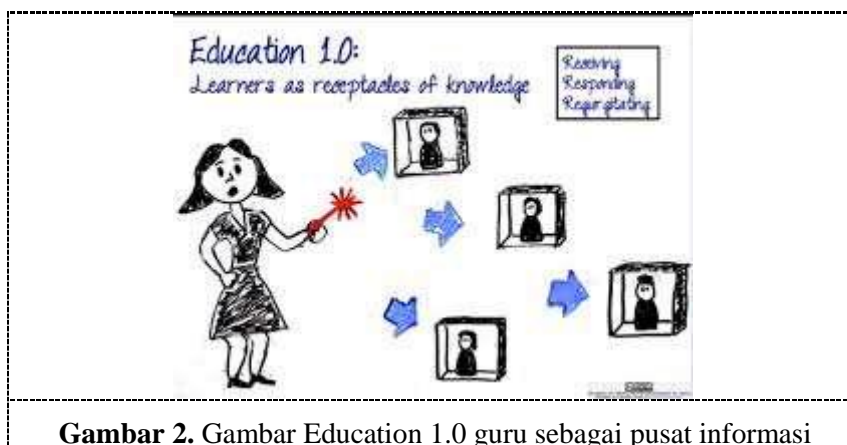 Education 1.0:
Learners as receptacles of knowledge
Receiving
Responding
Regurgitating
Gambar 2. Gambar Education 1.0 guru sebagai pusat informasi